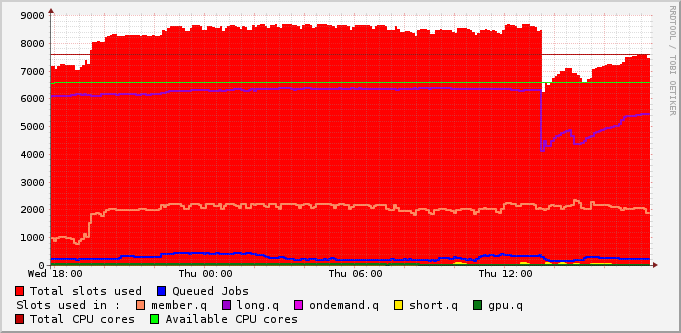 9000
8000
7000
6000
5000
4000
3000
2000
1000
0
Wed 18:00 Thu 00:00 Thu 06:00 Thu 12:00
Total slots used Queued Jobs
Slots used in : member.q long.q ondemand.q short.q gpu.q
Total CPU cores Available CPU cores
RRDTOOL / TOBI OETIKER